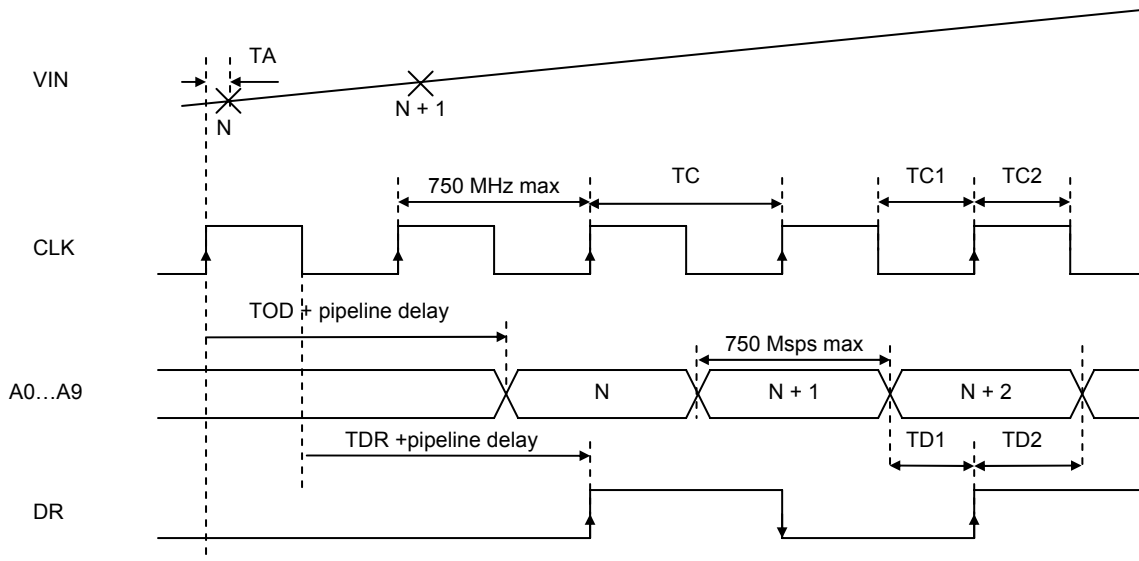 TA
VIN
N
N + 1
750 MHz max
TC
TC1
TC2
CLK
TOD + pipeline delay
750 Msps max
A0…A9
N
N + 1
N + 2
TDR +pipeline delay
TD1
TD2
DR